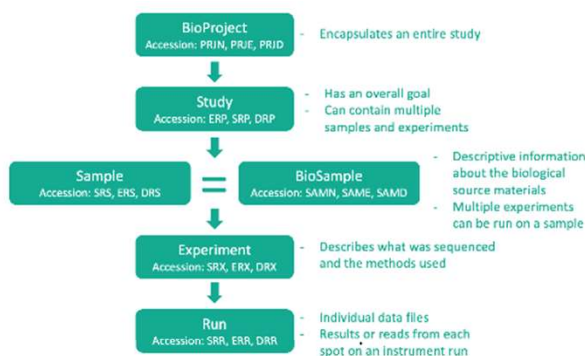 BioProject
Accession: PRJN, PRJE, PRJD
- Encapsulates an entire study
Study
Accession: ERP, SRP, DRP
- Has an overall goal
- Can contain multiple
samples and experiments
Sample
Accession: SRS, ERS, DRS
=
BioSample
Accession: SAMN, SAME, SAMD
- Descriptive information
about the biological
source materials
- Multiple experiments
can be run on a sample
Experiment
Accession: SRX, ERX, DRX
- Describes what was sequenced
and the methods used
Run
Accession: SRR, ERR, DRR
- Individual data files
- Results or reads from each
spot on an instrument run